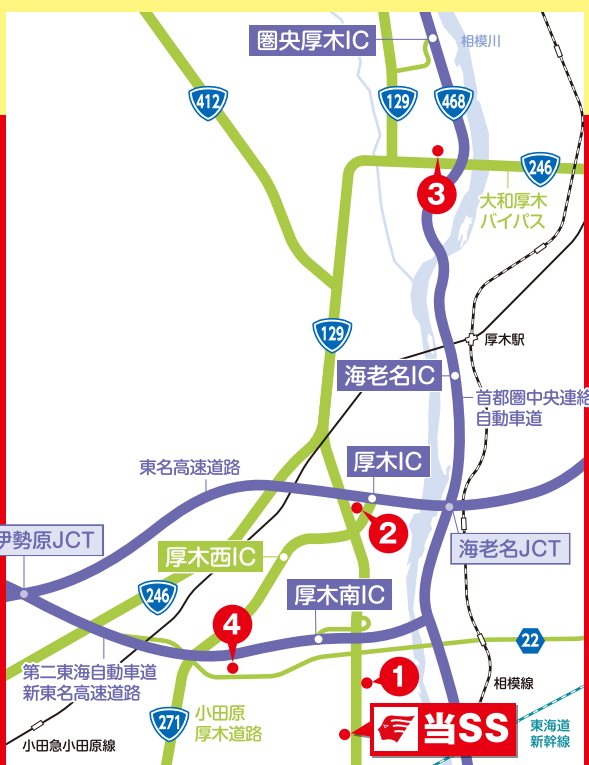 圏央厚木IC
相模川
412
129
468
246
3
大和厚木
バイパス
129
厚木駅
海老名IC
首都圏中央連絡
自動車道
東名高速道路
厚木IC
2
伊勢原JCT
海老名JCT
厚木西IC
246
厚木南IC
4
22
第二東海自動車道
新東名高速道路
1
相模線
271
小田原
厚木道路
当SS
東海道
新幹線
小田急小田原線